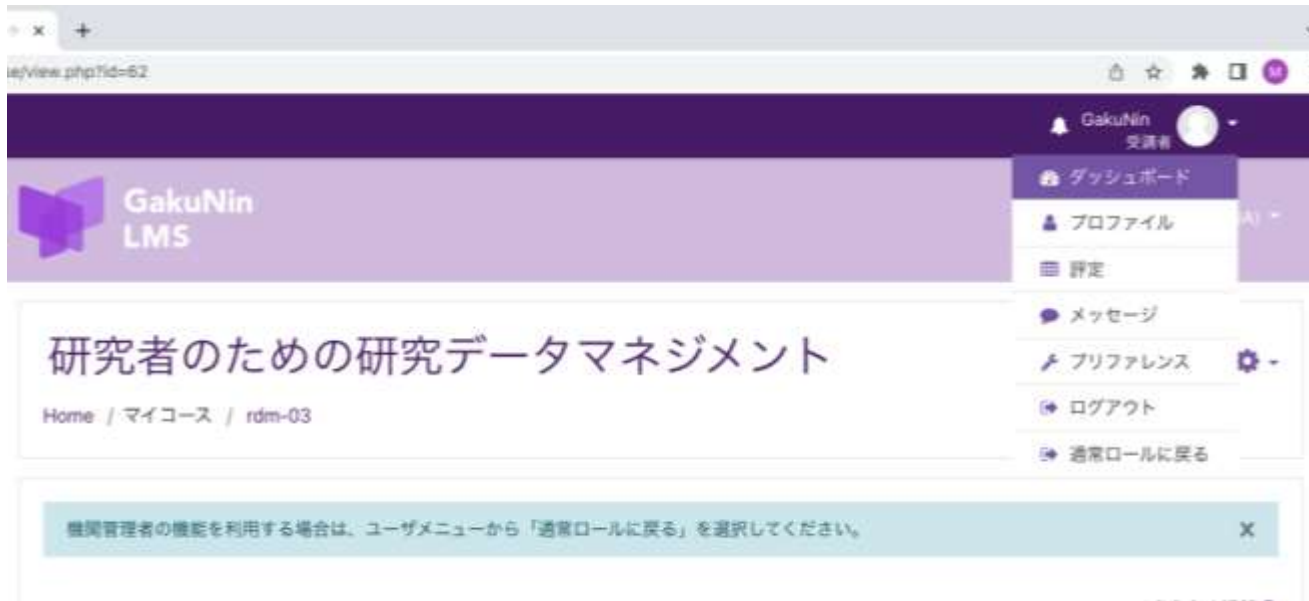 se/view.php?id=62
M
GakuNin
受講者
GakuNin
LMS
ダッシュボード
プロファイル
評定
メッセージ
プリファレンス
ログアウト
通常ロールに戻る
研究者のための研究データマネジメント
Home / マイコース / rdm-03
機関管理者の機能を利用する場合は、ユーザメニューから「通常ロールに戻る」を選択してください。